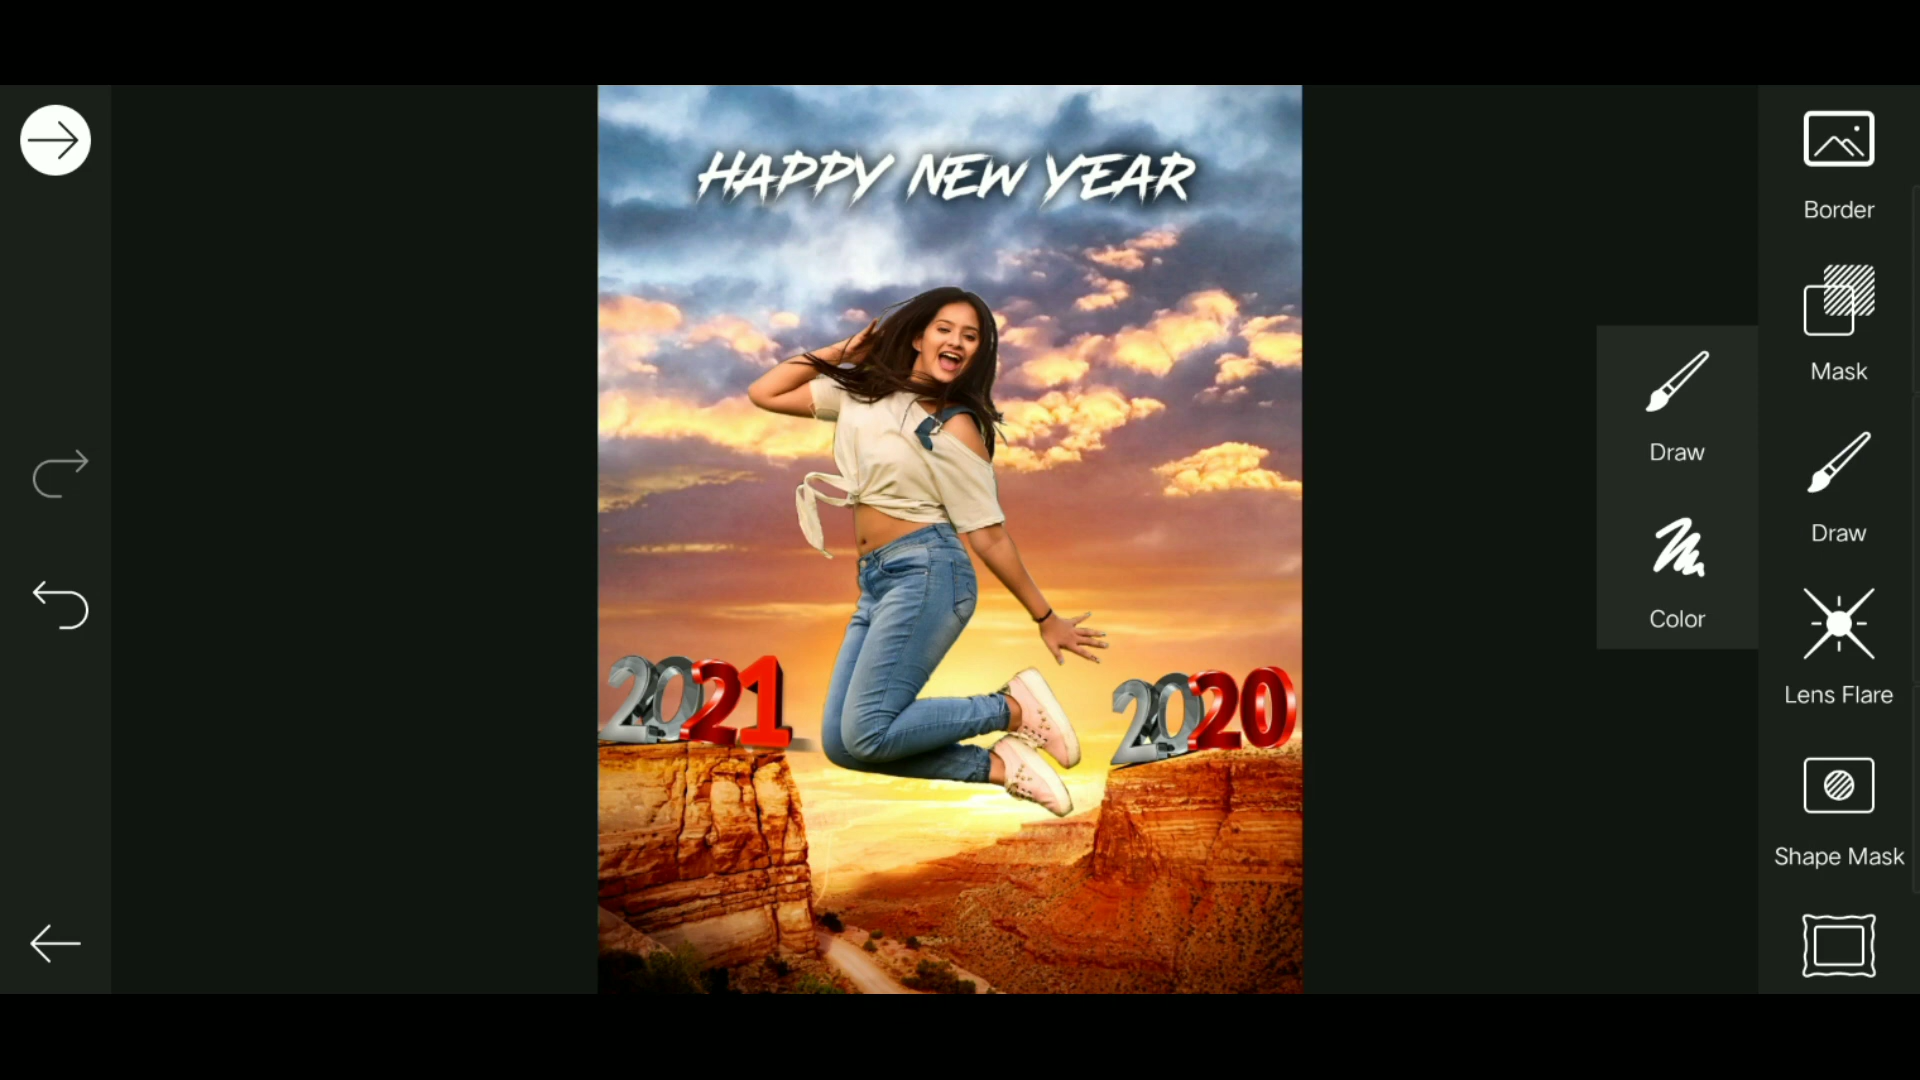 HAPPY NEW YEAR
2021
2020
Border
Mask
Draw
Draw
Color
Lens Flare
Shape Mask